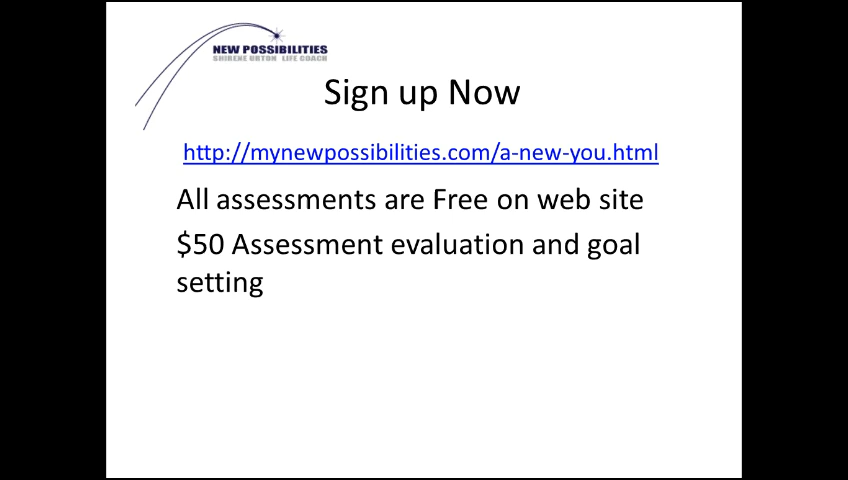 NEW POSSIBILITIES
SHIRENE URTON LIFE COACH
Sign up Now
http://mynewpossibilities.com/a-new-you.html
All assessments are Free on web site
$50 Assessment evaluation and goal
setting